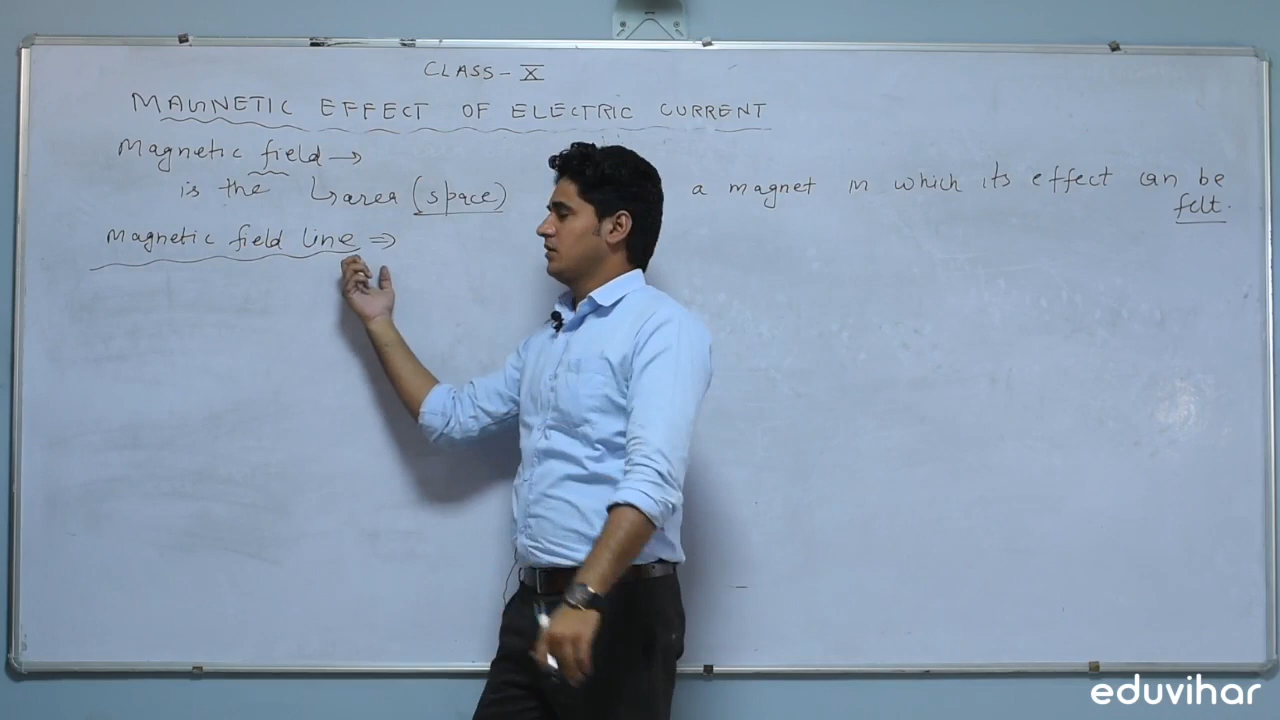 CLASS - X
MAGNETIC EFFECT OF ELECTRIC CURRENT
Magnetic field →
is the ↳ area (space) a magnet in which its effect can be
felt.
Magnetic field line ⇒
eduvihar